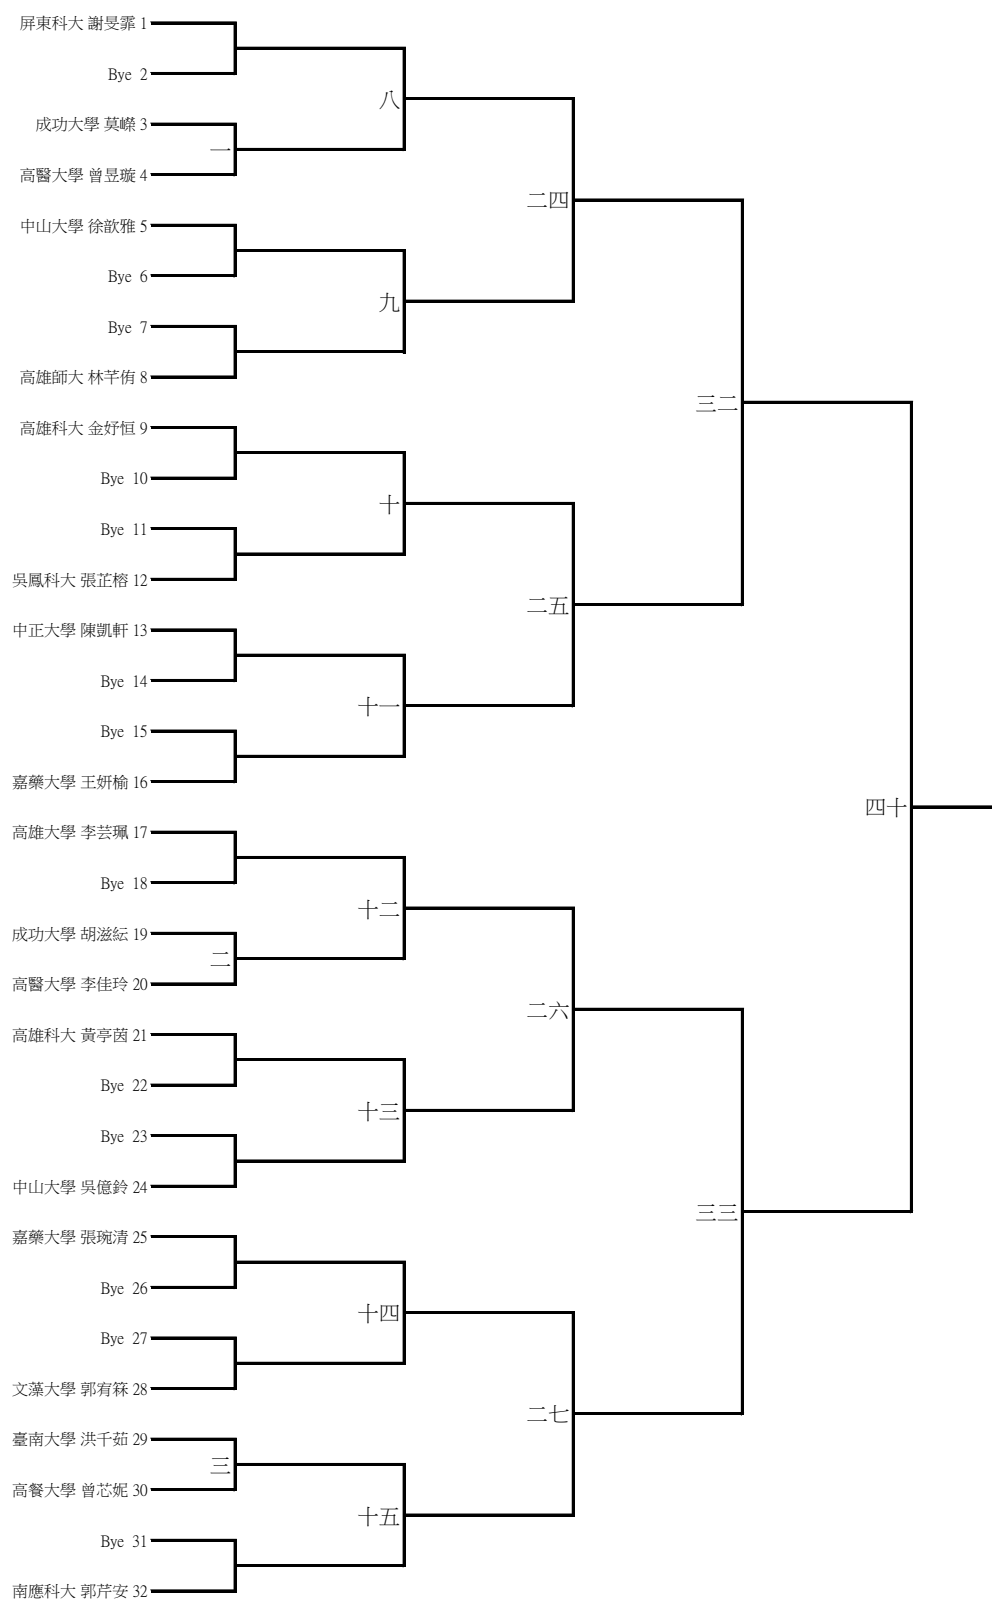 屏東科大 謝旻霏 1
Bye 2
八
成功大學 莫嶸 3
一
高醫大學 曾昱璇 4
二四
中山大學 徐歆雅 5
Bye 6
九
Bye 7
高雄師大 林芊侑 8
三二
高雄科大 金妤恒 9
Bye 10
十
Bye 11
吳鳳科大 張芷榕 12
二五
中正大學 陳凱軒 13
Bye 14
十一
Bye 15
嘉藥大學 王妍榆 16
四十
高雄大學 李芸珮 17
Bye 18
十二
成功大學 胡滋紜 19
二
高醫大學 李佳玲 20
二六
高雄科大 黃亭茵 21
Bye 22
十三
Bye 23
中山大學 吳億鈴 24
三三
嘉藥大學 張琬清 25
Bye 26
十四
Bye 27
文藻大學 郭宥箖 28
二七
臺南大學 洪千茹 29
三
高餐大學 曾芯妮 30
十五
Bye 31
南應科大 郭芹安 32